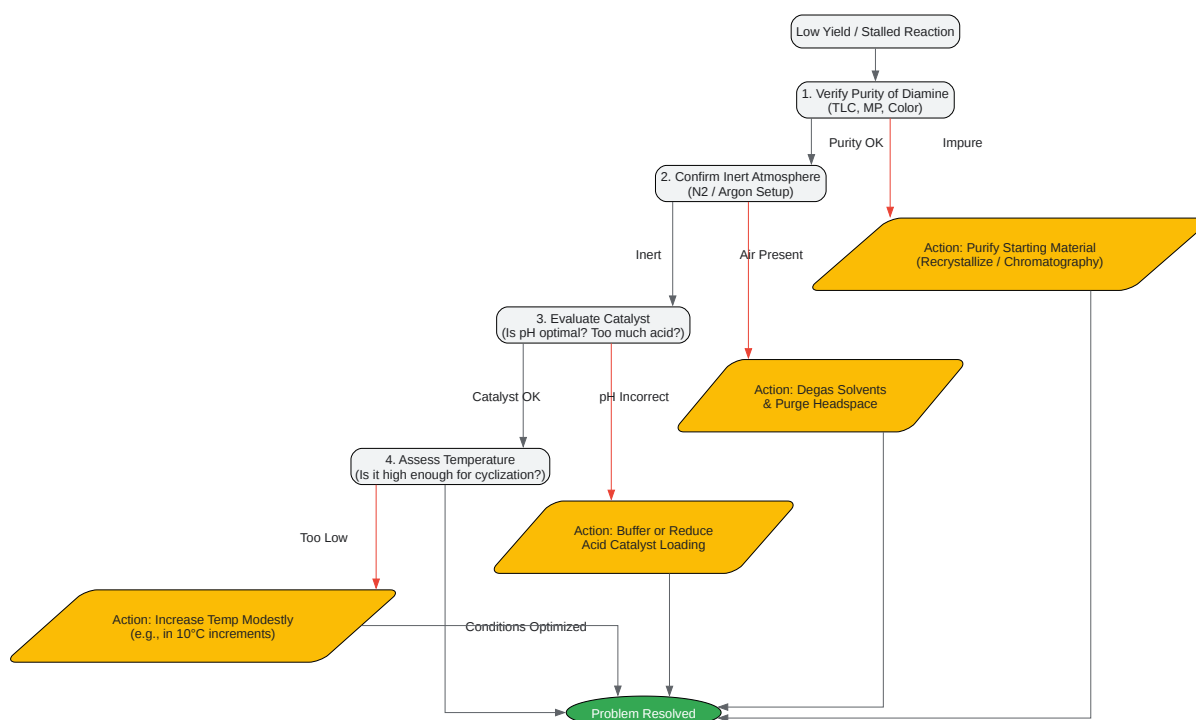 Low Yield / Stalled Reaction
1. Verify Purity of Diamine
(TLC, MP, Color)
Purity OK
Impure
2. Confirm Inert Atmosphere
(N2 / Argon Setup)
Action: Purify Starting Material
(Recrystallize / Chromatography)
Inert
Air Present
3. Evaluate Catalyst
(Is pH optimal? Too much acid?)
Action: Degas Solvents
& Purge Headspace
Catalyst OK
pH Incorrect
4. Assess Temperature
(Is it high enough for cyclization?)
Action: Buffer or Reduce
Acid Catalyst Loading
Too Low
Action: Increase Temp Modestly
(e.g., in 10°C increments)
Conditions Optimized
Problem Resolved